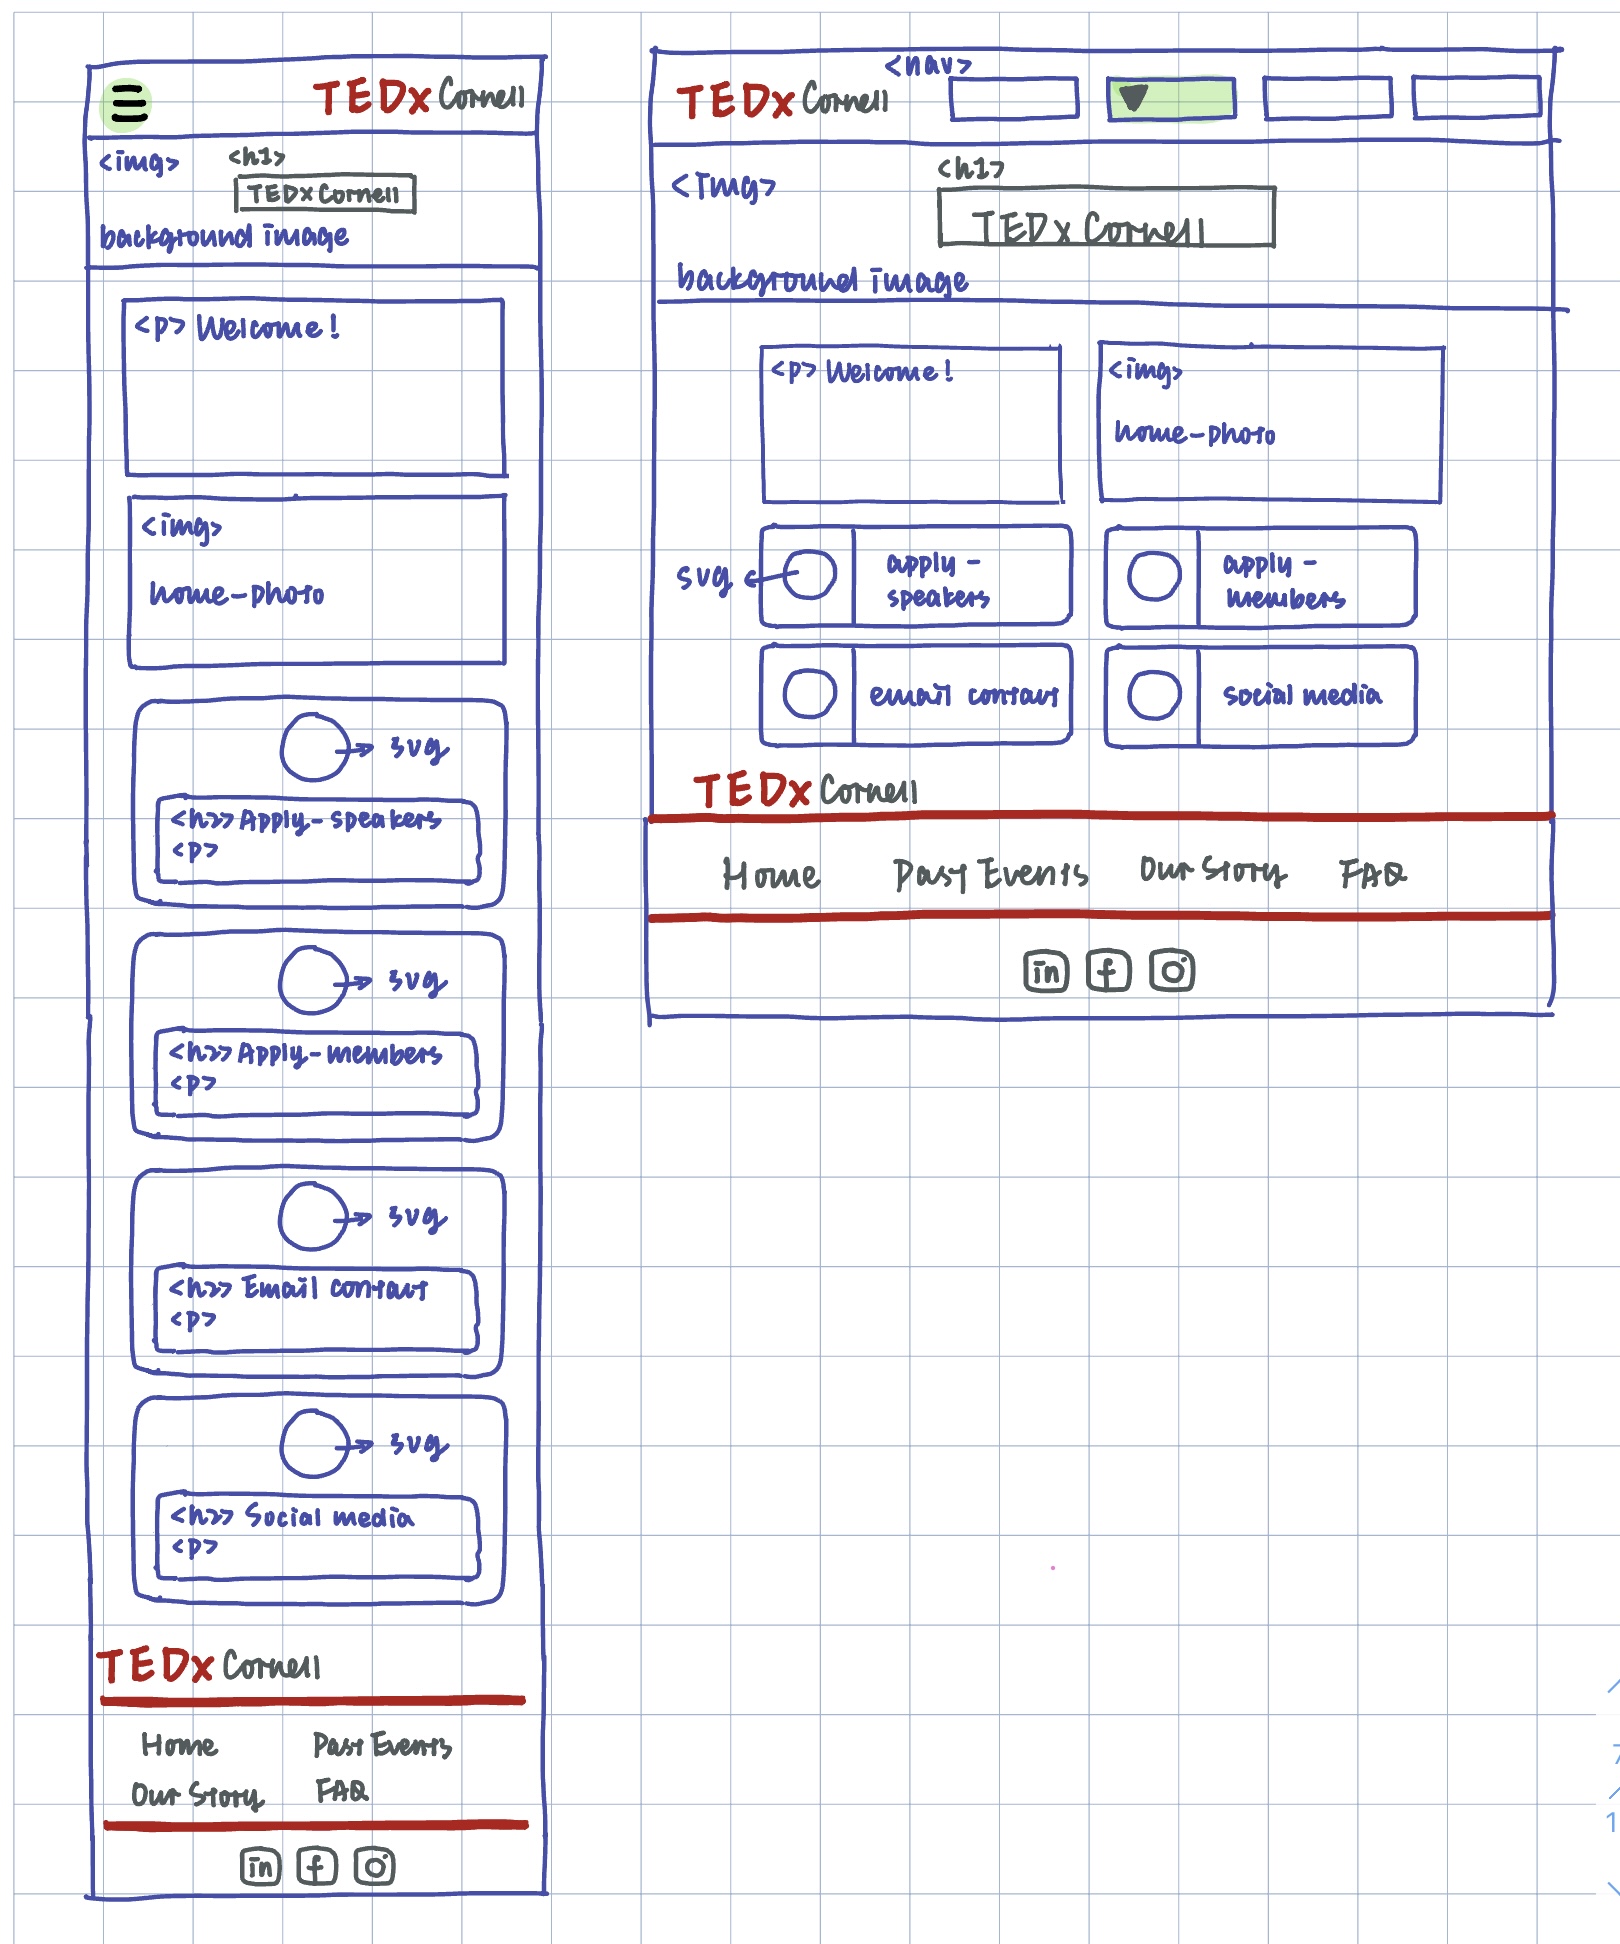 TEDx Cornell
<img>
<h1>
TEDx Cornell
background image
<p> Welcome!
<img>
home-photo
svg
<h2> Apply-speakers
<p>
svg
<h2> Apply-members
<p>
svg
<h2> Email contact
<p>
svg
<h2> Social media
<p>
TEDx Cornell
Home Past Events
Our Story FAQ
in f
<nav>
TEDx Cornell
<h1>
<img>
TEDx Cornell
background image
<p> Welcome!
<img>
home-photo
svg
apply-
speakers
apply-
members
email contact
social media
TEDx Cornell
Home Past Events Our Story FAQ
in f